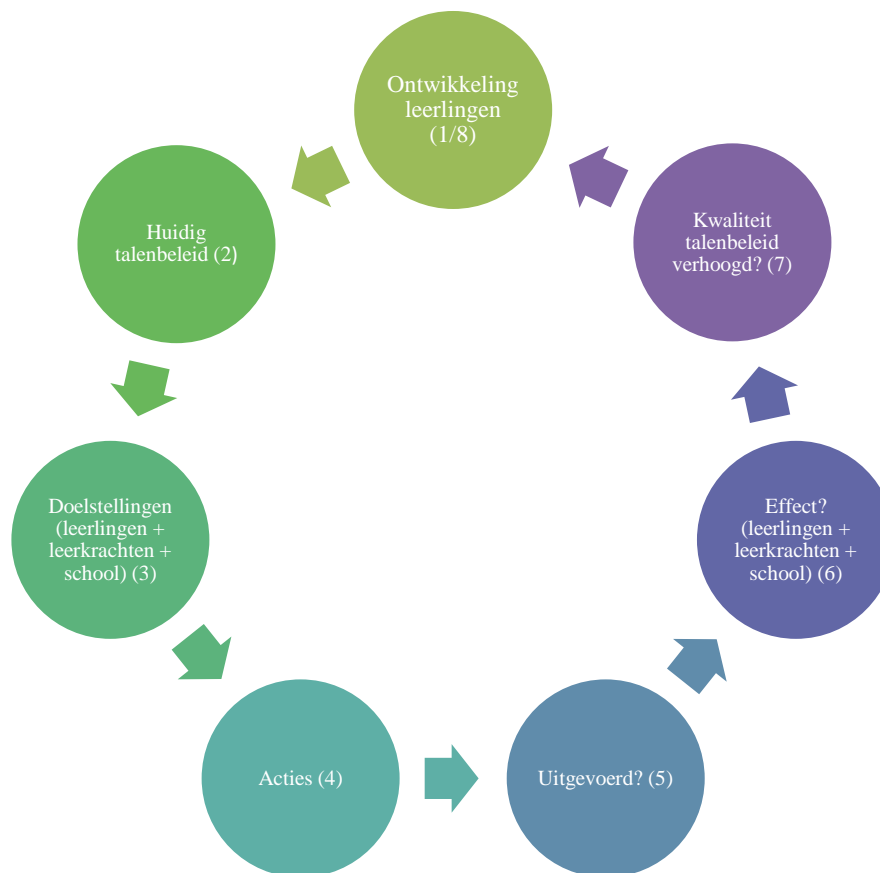 Ontwikkeling
leerlingen
(1/8)
Huidig
talenbeleid (2)
Doelstellingen
(leerlingen +
leerkrachten +
school) (3)
Acties (4)
Uitgevoerd? (5)
Effect?
(leerlingen +
leerkrachten +
school) (6)
Kwaliteit
talenbeleid
verhoogd? (7)